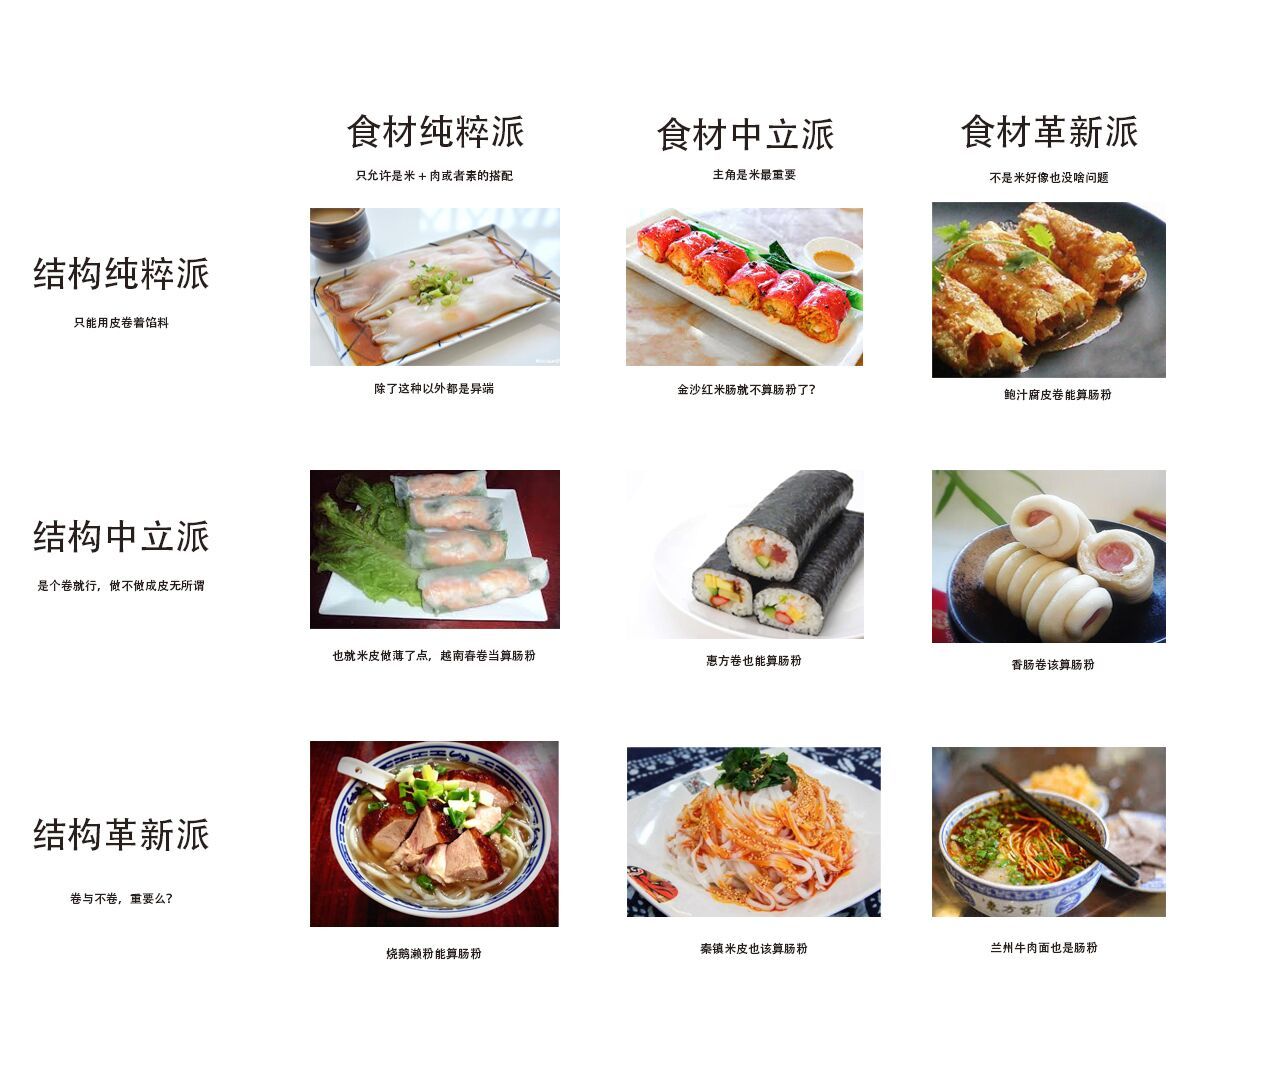 食材纯粹派
食材中立派
食材革新派
只允许是米 + 肉或者素的搭配
主角是米最重要
不是米好像也没啥问题
结构纯粹派
只能用皮卷着馅料
除了这种以外都是异端
金沙红米肠就不算肠粉了？
鲍汁腐皮卷能算肠粉
结构中立派
是个卷就行，做不做成皮无所谓
也就米皮做薄了点，越南春卷当算肠粉
惠方卷也能算肠粉
香肠卷该算肠粉
结构革新派
卷与不卷，重要么？
東方宮
烧鹅濑粉能算肠粉
秦镇米皮也该算肠粉
兰州牛肉面也是肠粉